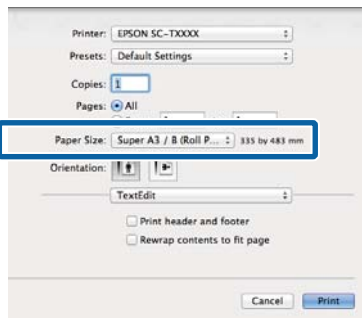 Printer: EPSON SC-TXXXX
Presets: Default Settings
Copies: 1
Pages: All
Paper Size: Super A3 / B (Roll P... 335 by 483 mm
Orientation:
TextEdit
Print header and footer
Rewrap contents to fit page
Cancel Print